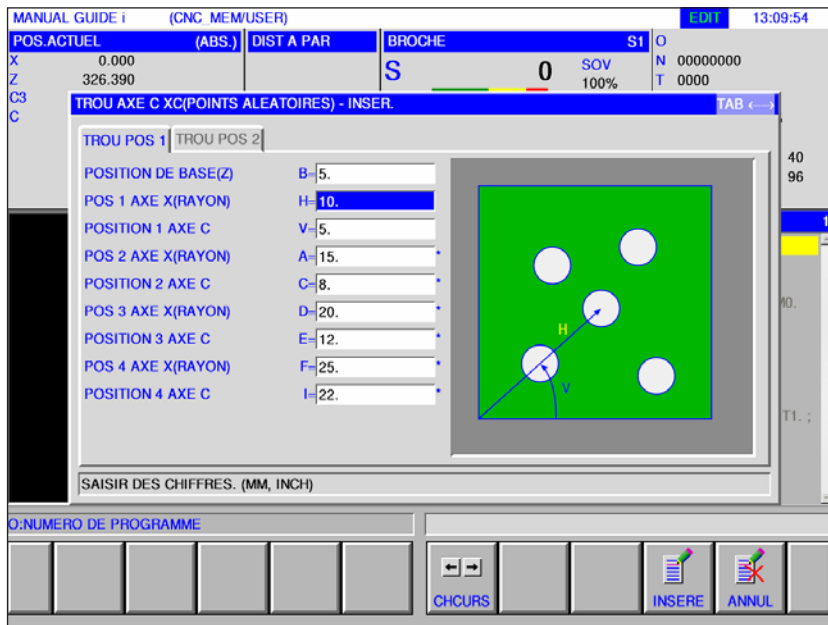 MANUAL GUIDE i (CNC_MEM/USER) EDIT 13:09:54
POS.ACTUEL (ABS.) DIST A PAR BROCHE S1 O
X 0.000 S 0 SOV N 00000000
Z 326.390 100% T 0000
C3
C
TROU AXE C XC(POINTS ALEATOIRES) - INSER. TAB ←→
TROU POS 1 TROU POS 2
POSITION DE BASE(Z) B= 5.
POS 1 AXE X(RAYON) H= 10.
POSITION 1 AXE C V= 5.
POS 2 AXE X(RAYON) A= 15. *
POSITION 2 AXE C C= 8. *
POS 3 AXE X(RAYON) D= 20. *
POSITION 3 AXE C E= 12. *
POS 4 AXE X(RAYON) F= 25. *
POSITION 4 AXE C I= 22. *
H
V
40
96
1
T1. ;
SAISIR DES CHIFFRES. (MM, INCH)
O:NUMERO DE PROGRAMME
CHCURS INSERE ANNUL